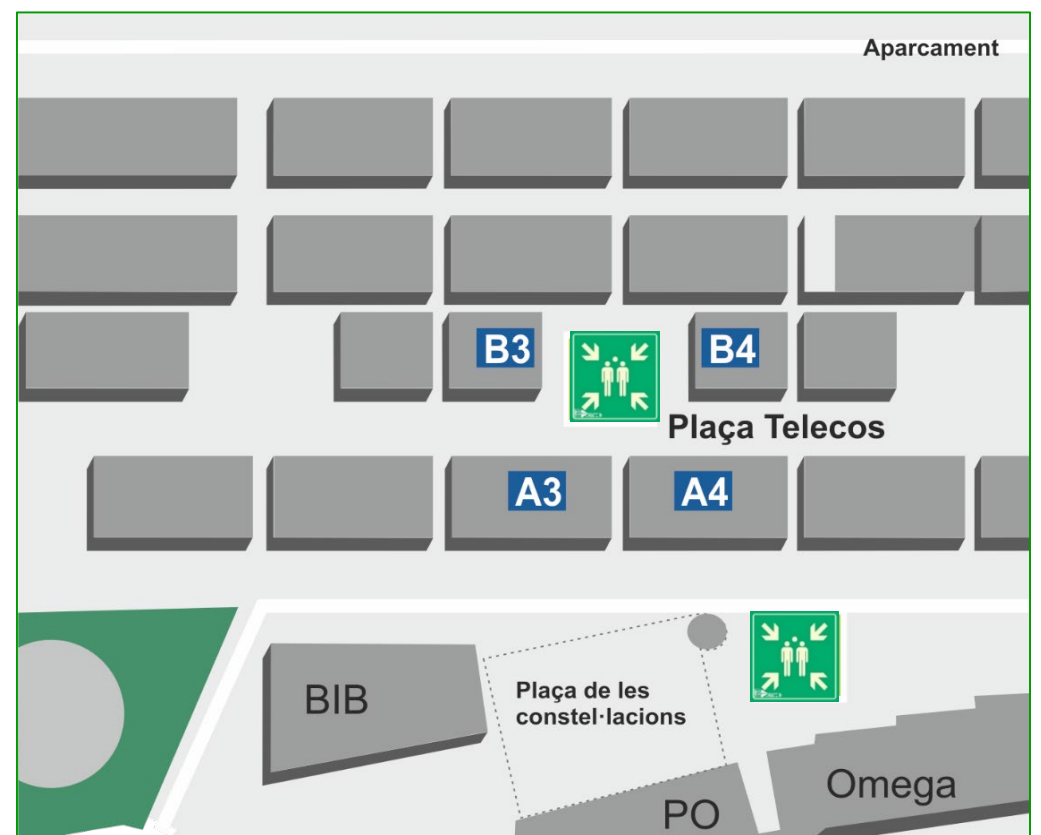 Aparcament
B3
B4
Plaça Telecos
A3
A4
BIB
Plaça de les
constel·lacions
Omega
PO